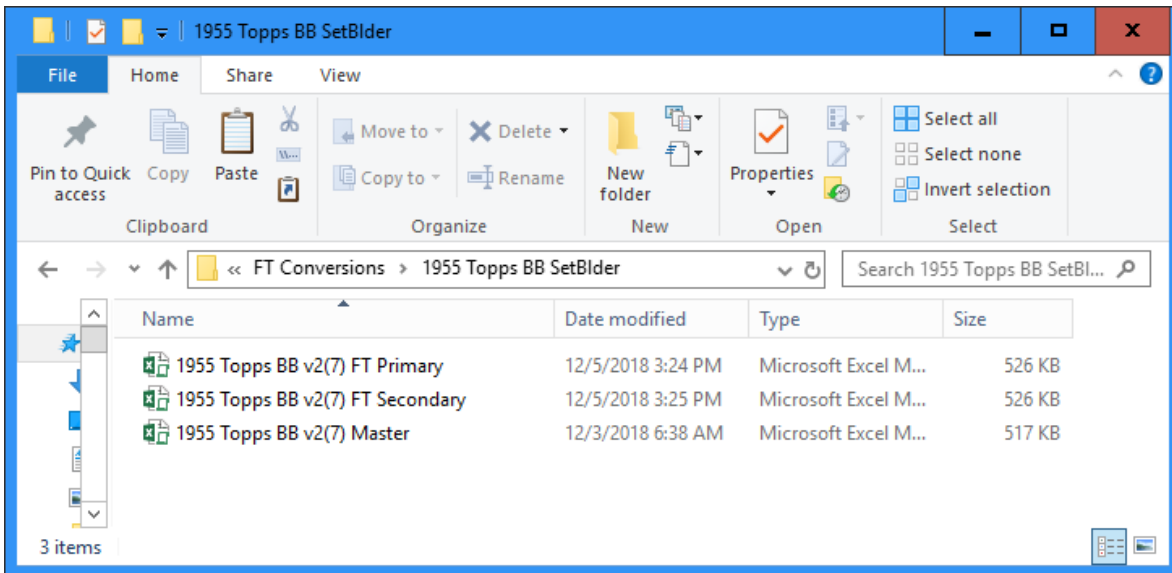 1955 Topps BB SetBlder
File Home Share View
?
Pin to Quick access
Copy
Paste
Move to
Copy to
Delete
Rename
New folder
Properties
Select all
Select none
Invert selection
Clipboard Organize New Open Select
« FT Conversions > 1955 Topps BB SetBlder
Search 1955 Topps BB SetBl...
Name Date modified Type Size
1955 Topps BB v2(7) FT Primary 12/5/2018 3:24 PM Microsoft Excel M... 526 KB
1955 Topps BB v2(7) FT Secondary 12/5/2018 3:25 PM Microsoft Excel M... 526 KB
1955 Topps BB v2(7) Master 12/3/2018 6:38 AM Microsoft Excel M... 517 KB
3 items